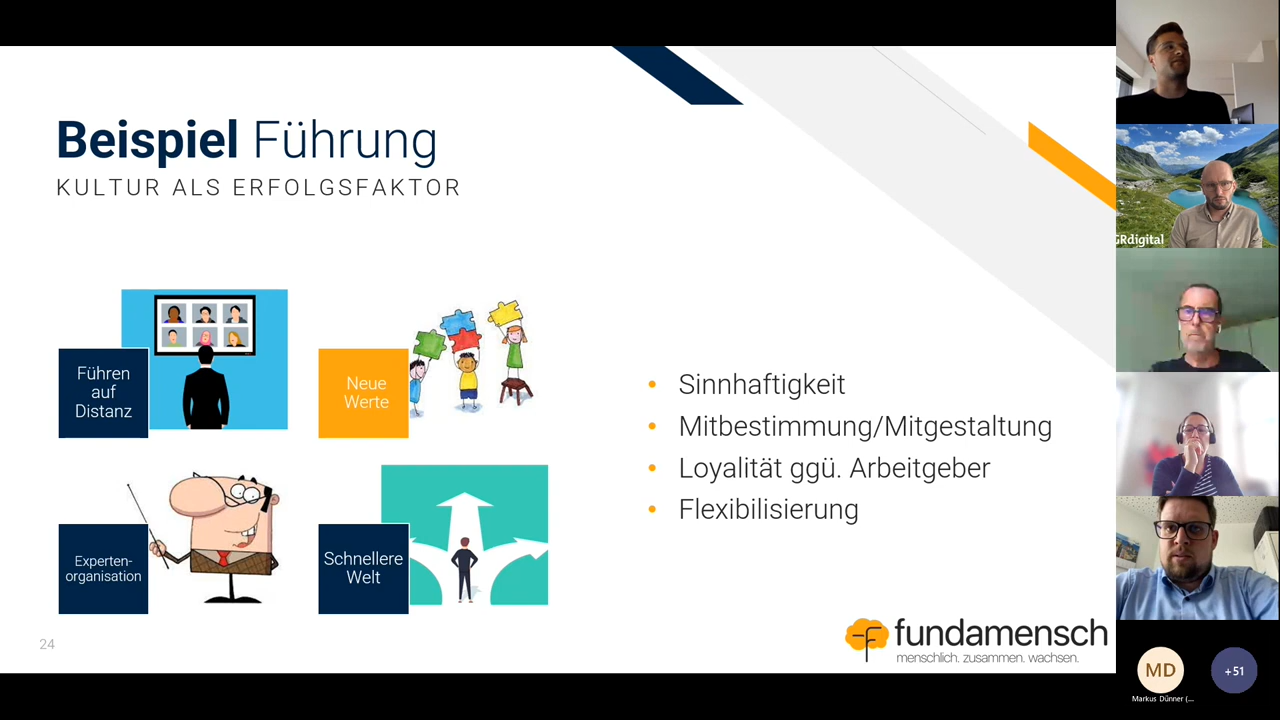 Beispiel Führung
KULTUR ALS ERFOLGSFAKTOR
Führen
auf
Distanz
Neue
Werte
Experten-
organisation
Schnellere
Welt
• Sinnhaftigkeit
• Mitbestimmung/Mitgestaltung
• Loyalität ggü. Arbeitgeber
• Flexibilisierung
24
fundamensch
menschlich. zusammen. wachsen.
GRdigital
MD
+51
Markus Dünner (...